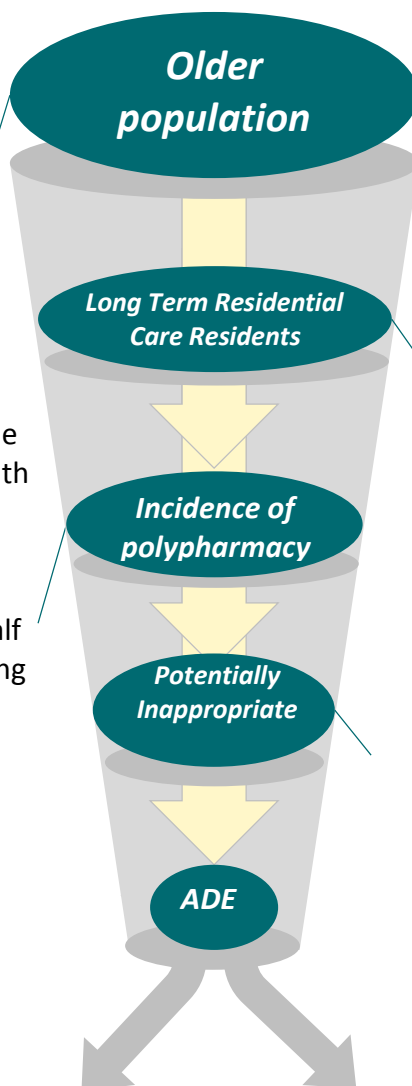 Older
population
Long Term Residential
Care Residents
Incidence of
polypharmacy
Potentially
Inappropriate
ADE